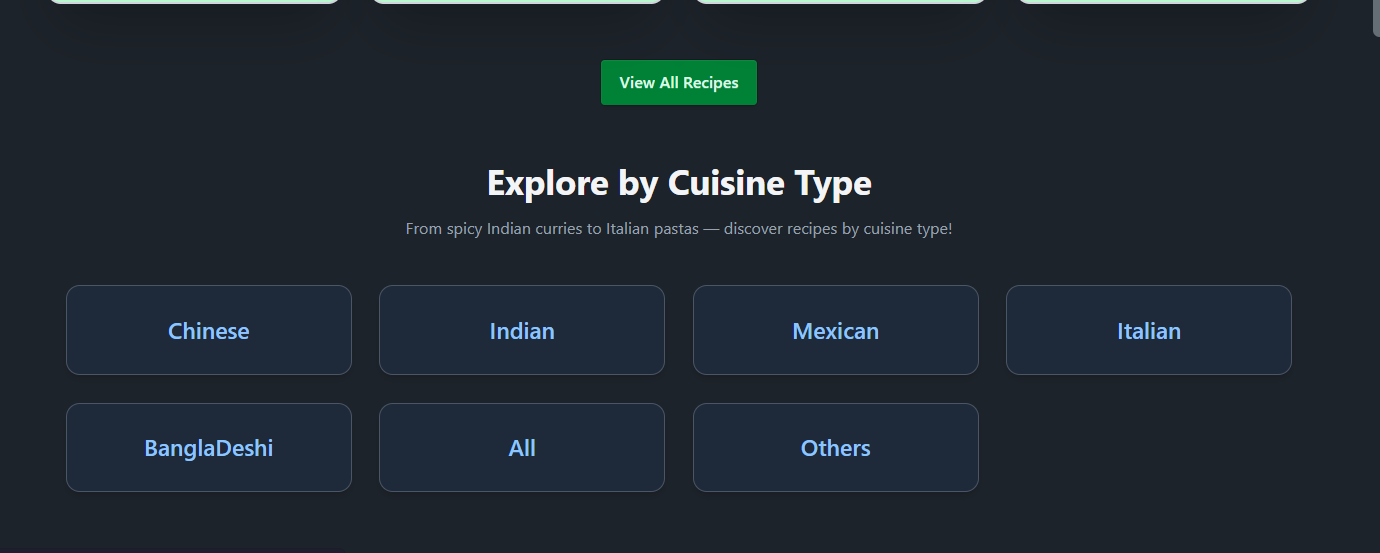 View All Recipes
Explore by Cuisine Type
From spicy Indian curries to Italian pastas — discover recipes by cuisine type!
Chinese
Indian
Mexican
Italian
BanglaDeshi
All
Others